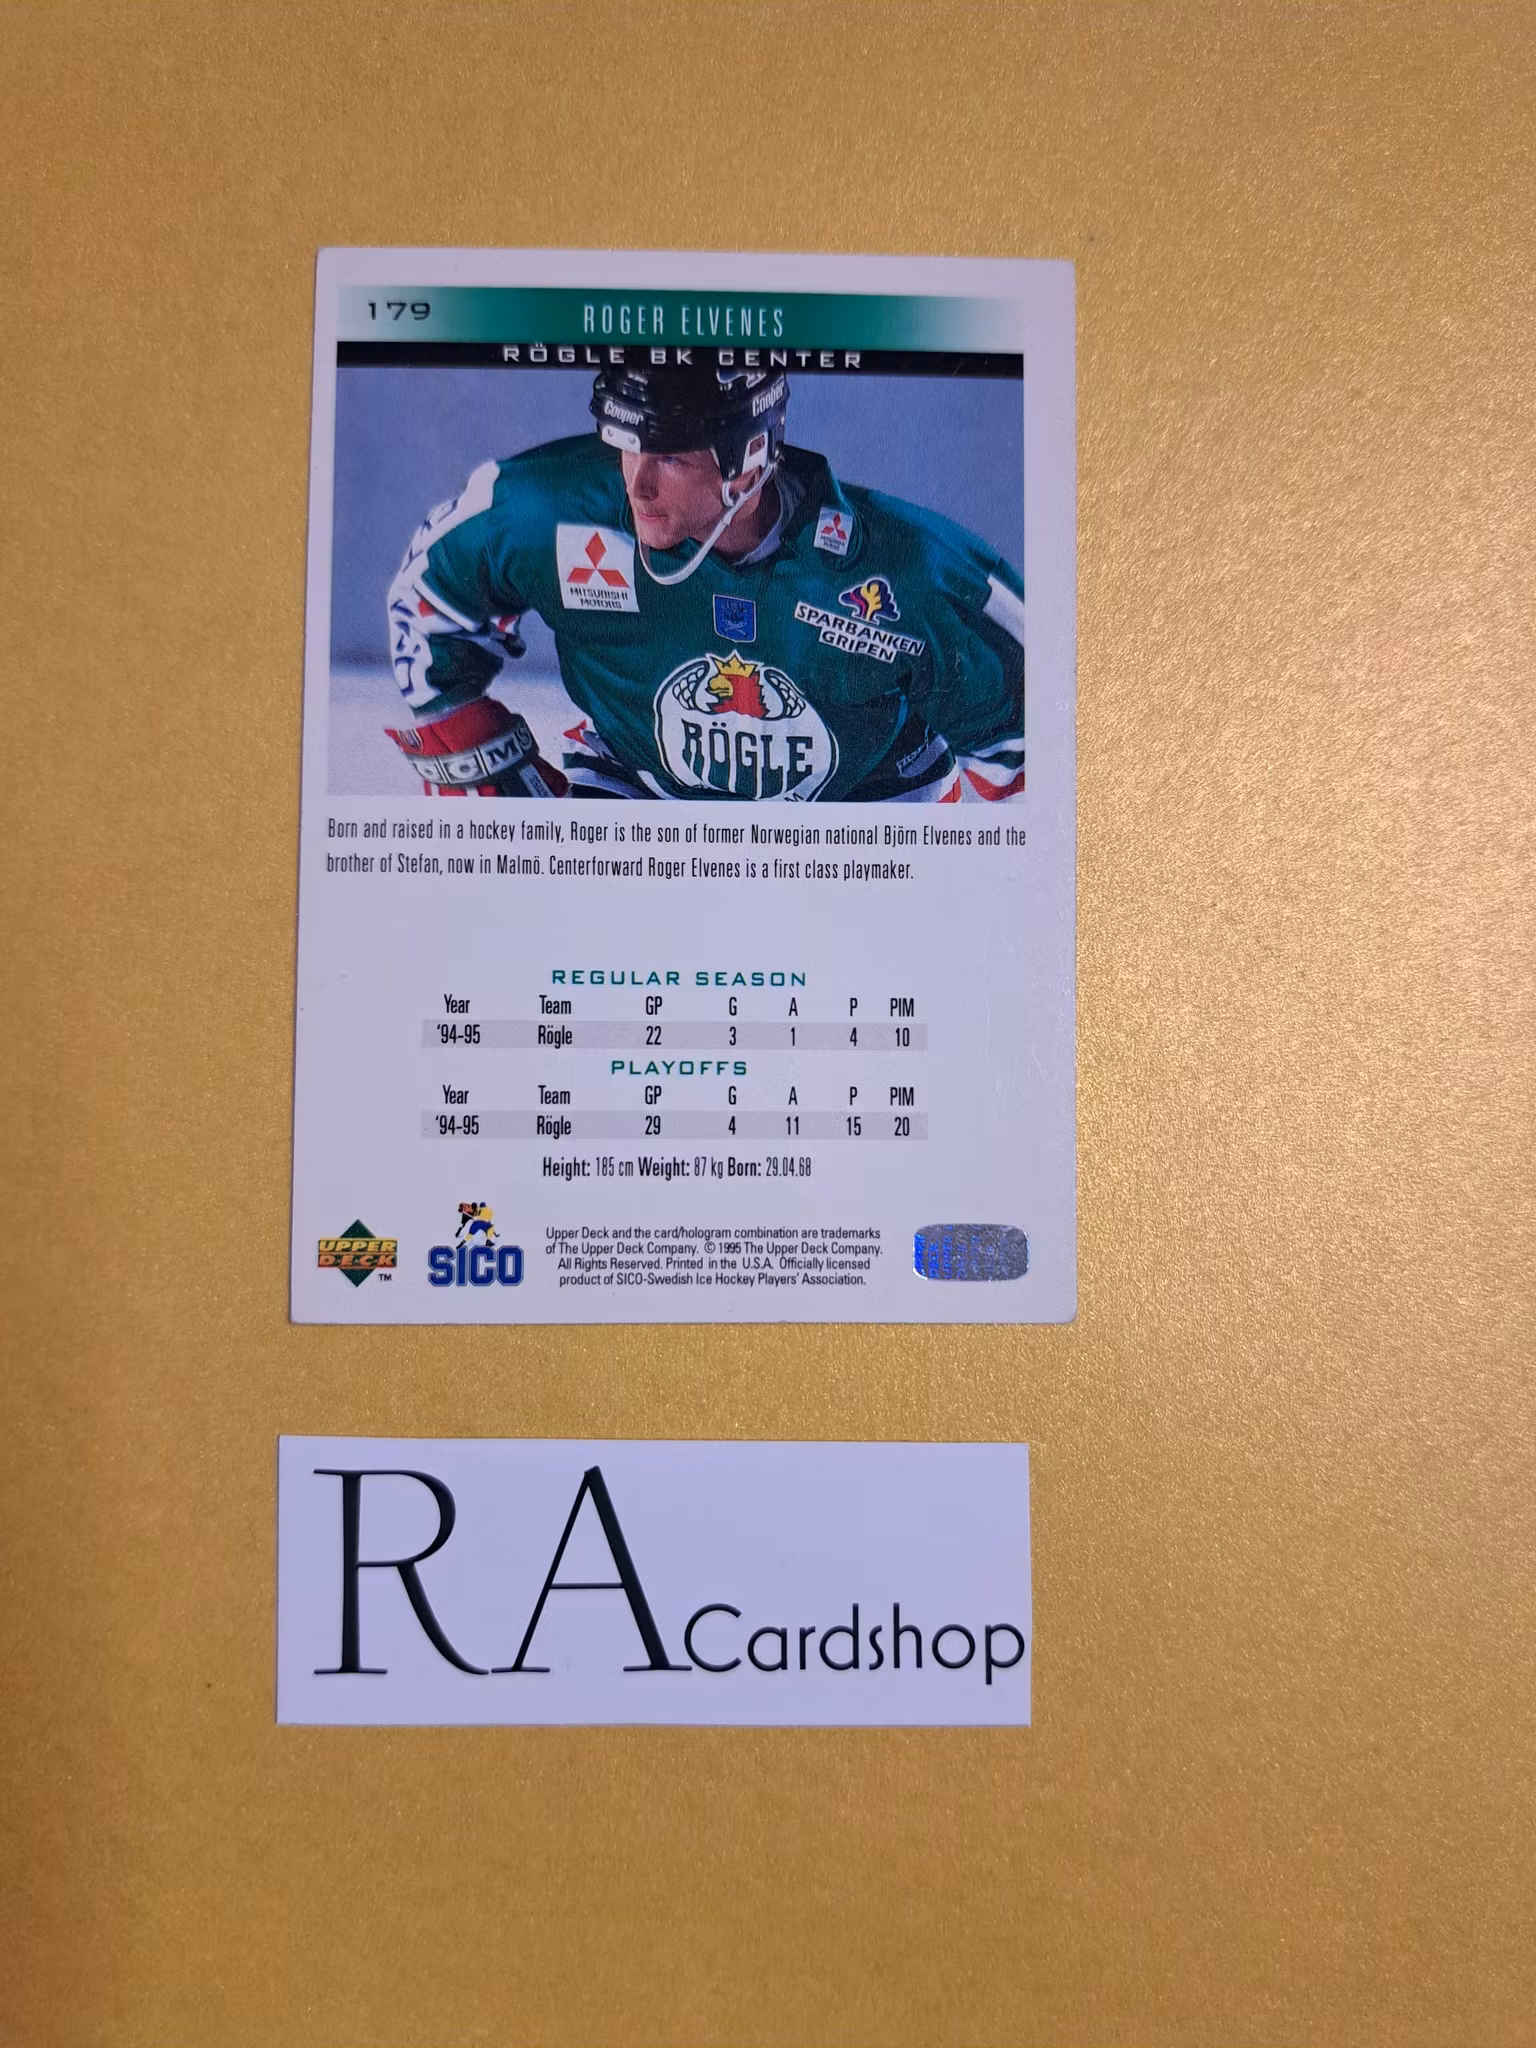 179
ROGER ELVENES
RÖGLE BK CENTER
Cooper Cooper
MITSUBISHI
MOTORS
SPARBANKEN
GRIPEN
RÖGLE
CCM
Born and raised in a hockey family, Roger is the son of former Norwegian national Björn Elvenes and the
brother of Stefan, now in Malmö. Centerforward Roger Elvenes is a first class playmaker.
REGULAR SEASON
Year Team GP G A P PIM
'94-95 Rögle 22 3 1 4 10
PLAYOFFS
Year Team GP G A P PIM
'94-95 Rögle 29 4 11 15 20
Height: 185 cm Weight: 87 kg Born: 29.04.68
UPPER
DECK
TM
SICO
Upper Deck and the card/hologram combination are trademarks
of The Upper Deck Company. © 1995 The Upper Deck Company.
All Rights Reserved. Printed in the U.S.A. Officially licensed
product of SICO-Swedish Ice Hockey Players' Association.
RA Cardshop